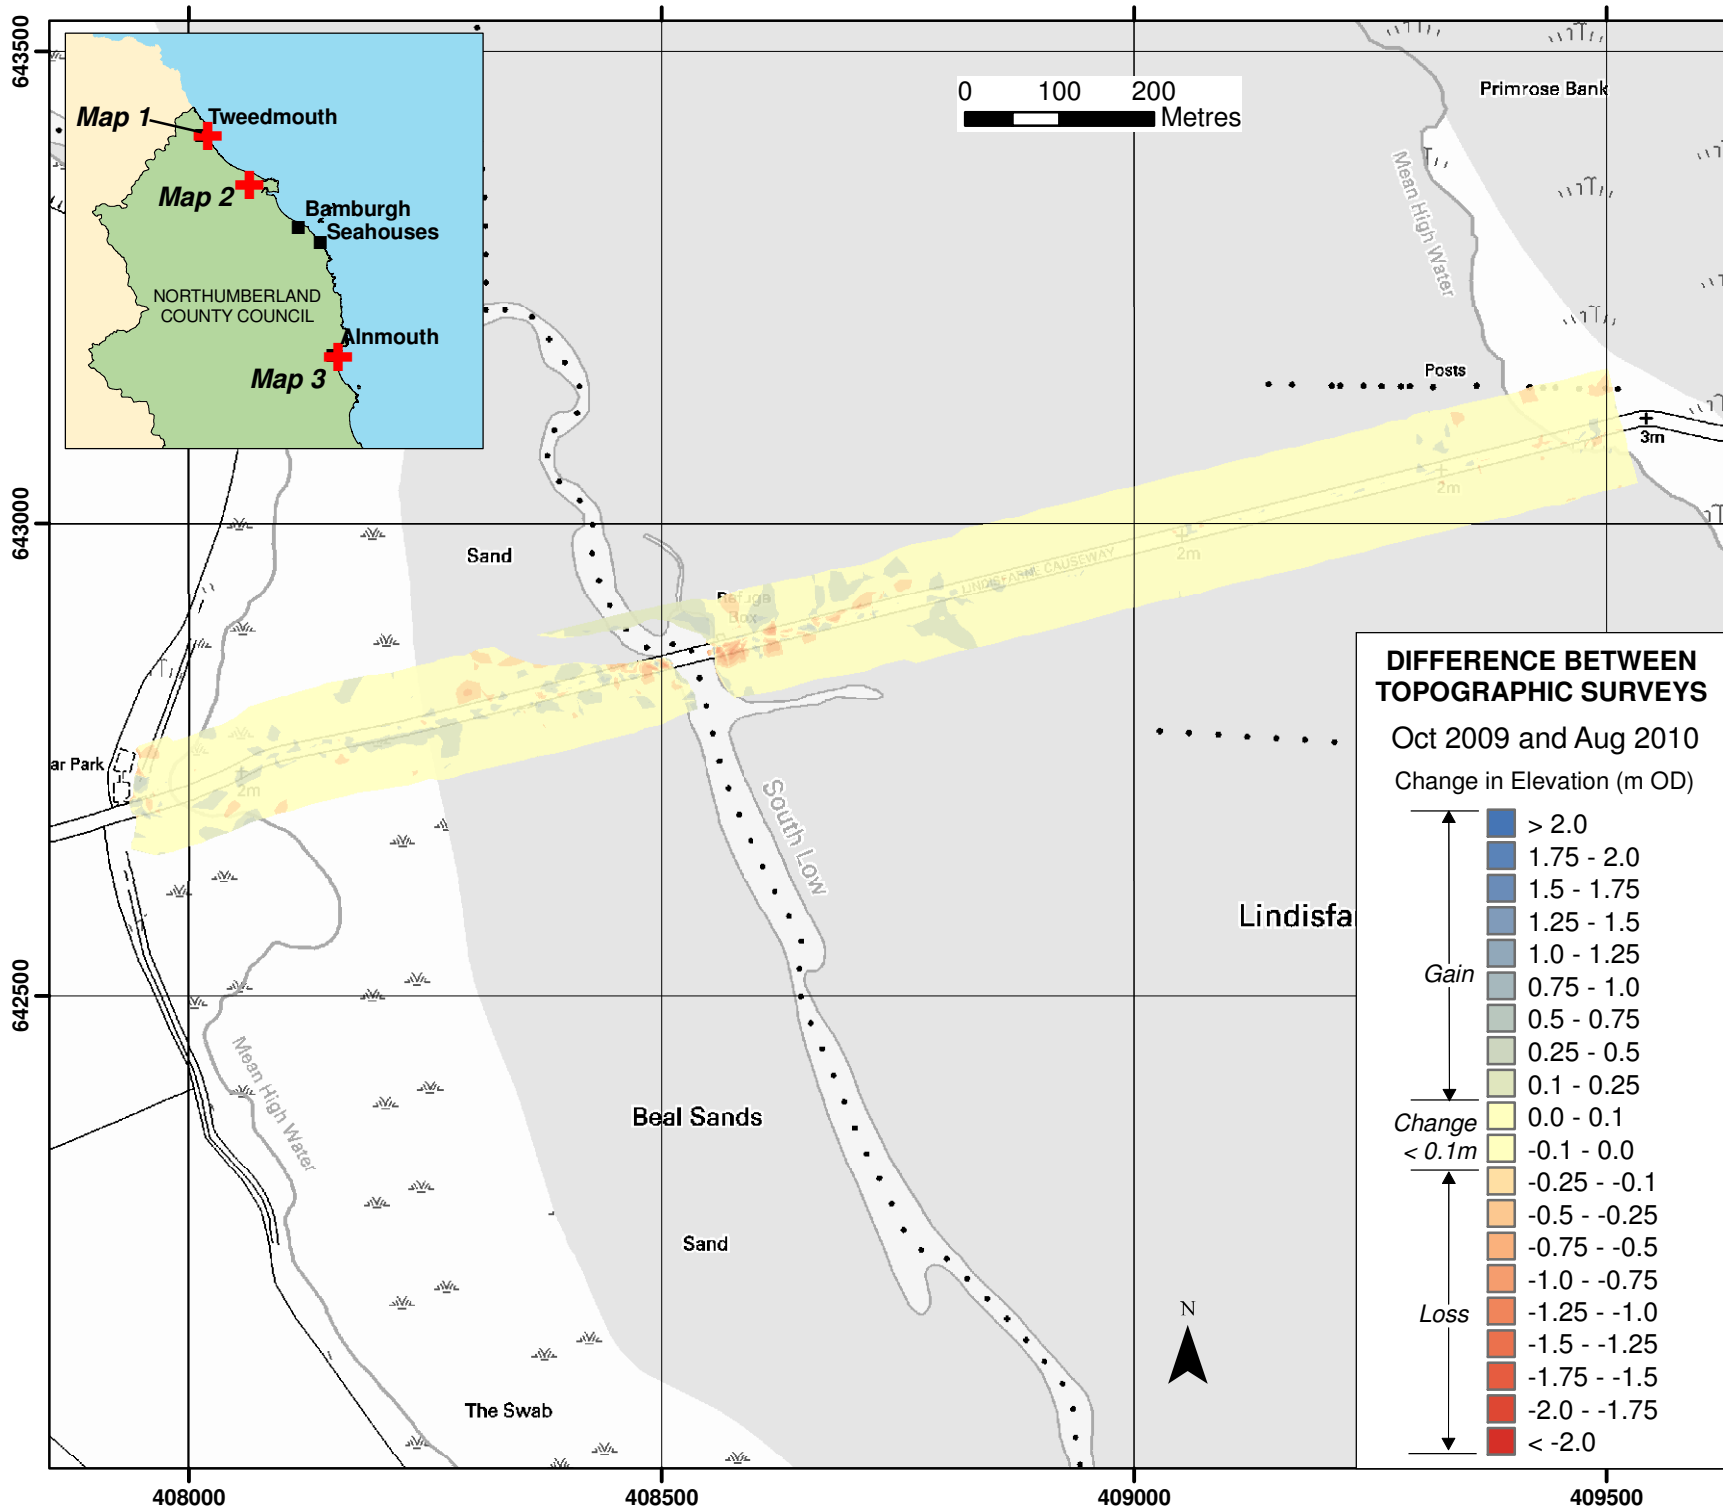 643500
643000
642500
408000
408500
409000
409500
Map 1
Tweedmouth
Map 2
Bamburgh
Seahouses
NORTHUMBERLAND
COUNTY COUNCIL
Alnmouth
Map 3
0 100 200
Metres
Primrose Bank
Mean High Water
Posts
3m
2m
Sand
Refuge
Box
LINDISFARNE CAUSEWAY
2m
ar Park
2m
South Low
Lindisfa
Mean High Water
Beal Sands
Sand
The Swab
N
DIFFERENCE BETWEEN
TOPOGRAPHIC SURVEYS
Oct 2009 and Aug 2010
Change in Elevation (m OD)
Gain
> 2.0
1.75 - 2.0
1.5 - 1.75
1.25 - 1.5
1.0 - 1.25
0.75 - 1.0
0.5 - 0.75
0.25 - 0.5
0.1 - 0.25
Change
< 0.1m
0.0 - 0.1
-0.1 - 0.0
Loss
-0.25 - -0.1
-0.5 - -0.25
-0.75 - -0.5
-1.0 - -0.75
-1.25 - -1.0
-1.5 - -1.25
-1.75 - -1.5
-2.0 - -1.75
< -2.0